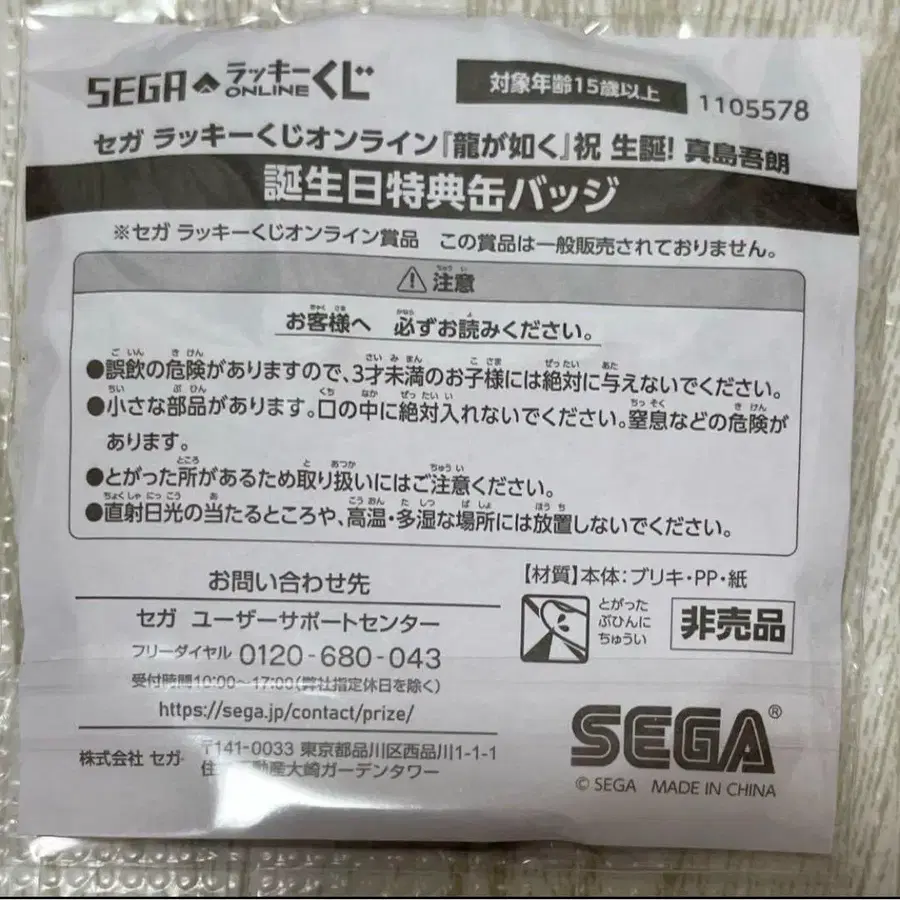 SEGA ラッキーくじ ONLINE
対象年齢15歳以上
1105578
セガ ラッキーくじオンライン『龍が如く』祝 生誕! 真島吾朗
誕生日特典缶バッジ
※セガ ラッキーくじオンライン賞品 この賞品は一般販売されておりません。
注意
お客様へ 必ずお読みください。
●誤飲の危険がありますので、3才未満のお子様には絶対に与えないでください。
●小さな部品があります。口の中に絶対入れないでください。窒息などの危険が
あります。
●とがった所があるため取り扱いにはご注意ください。
●直射日光の当たるところや、高温・多湿な場所には放置しないでください。
お問い合わせ先
セガ ユーザーサポートセンター
フリーダイヤル 0120-680-043
受付時間10:00~17:00(弊社指定休日を除く)
https://sega.jp/contact/prize/
株式会社 セガ
〒141-0033 東京都品川区西品川1-1-1
住 不動産大崎ガーデンタワー
【材質】本体:ブリキ・PP・紙
とがった
ぶひんに
ちゅうい
非売品
SEGA®
© SEGA MADE IN CHINA